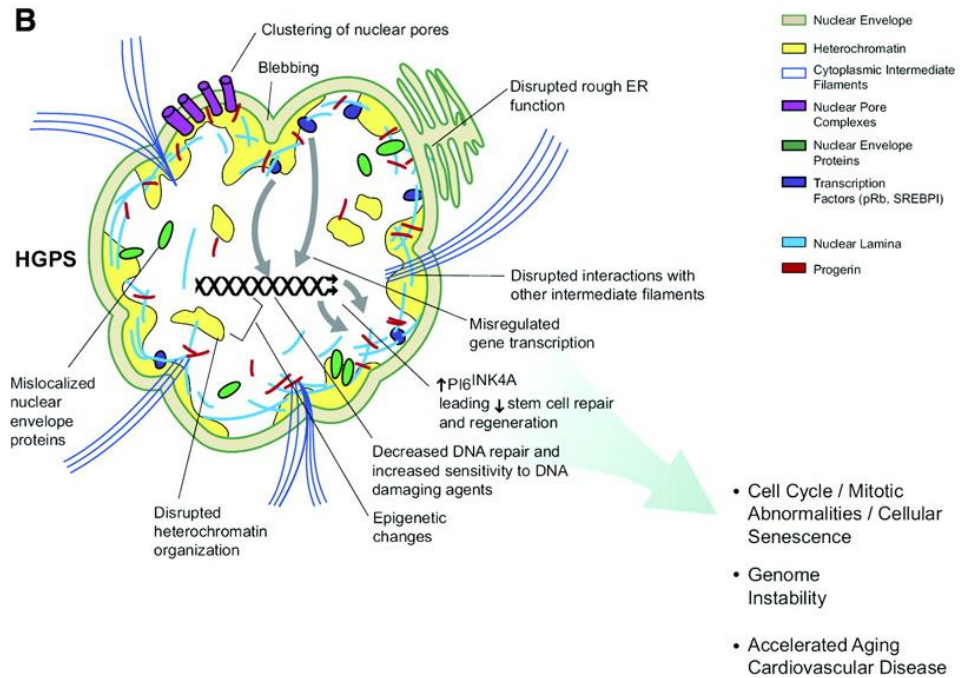 B
Clustering of nuclear pores
Blebbing
Disrupted rough ER
function
HGPS
Disrupted interactions with
other intermediate filaments
Misregulated
gene transcription
↑PI6INK4A
leading ↓ stem cell repair
and regeneration
Mislocalized
nuclear
envelope
proteins
Decreased DNA repair and
increased sensitivity to DNA
damaging agents
Disrupted
heterochromatin
organization
Epigenetic
changes
Nuclear Envelope
Heterochromatin
Cytoplasmic Intermediate
Filaments
Nuclear Pore
Complexes
Nuclear Envelope
Proteins
Transcription
Factors (pRb, SREBPI)
Nuclear Lamina
Progerin
• Cell Cycle / Mitotic
Abnormalities / Cellular
Senescence
• Genome
Instability
• Accelerated Aging
Cardiovascular Disease